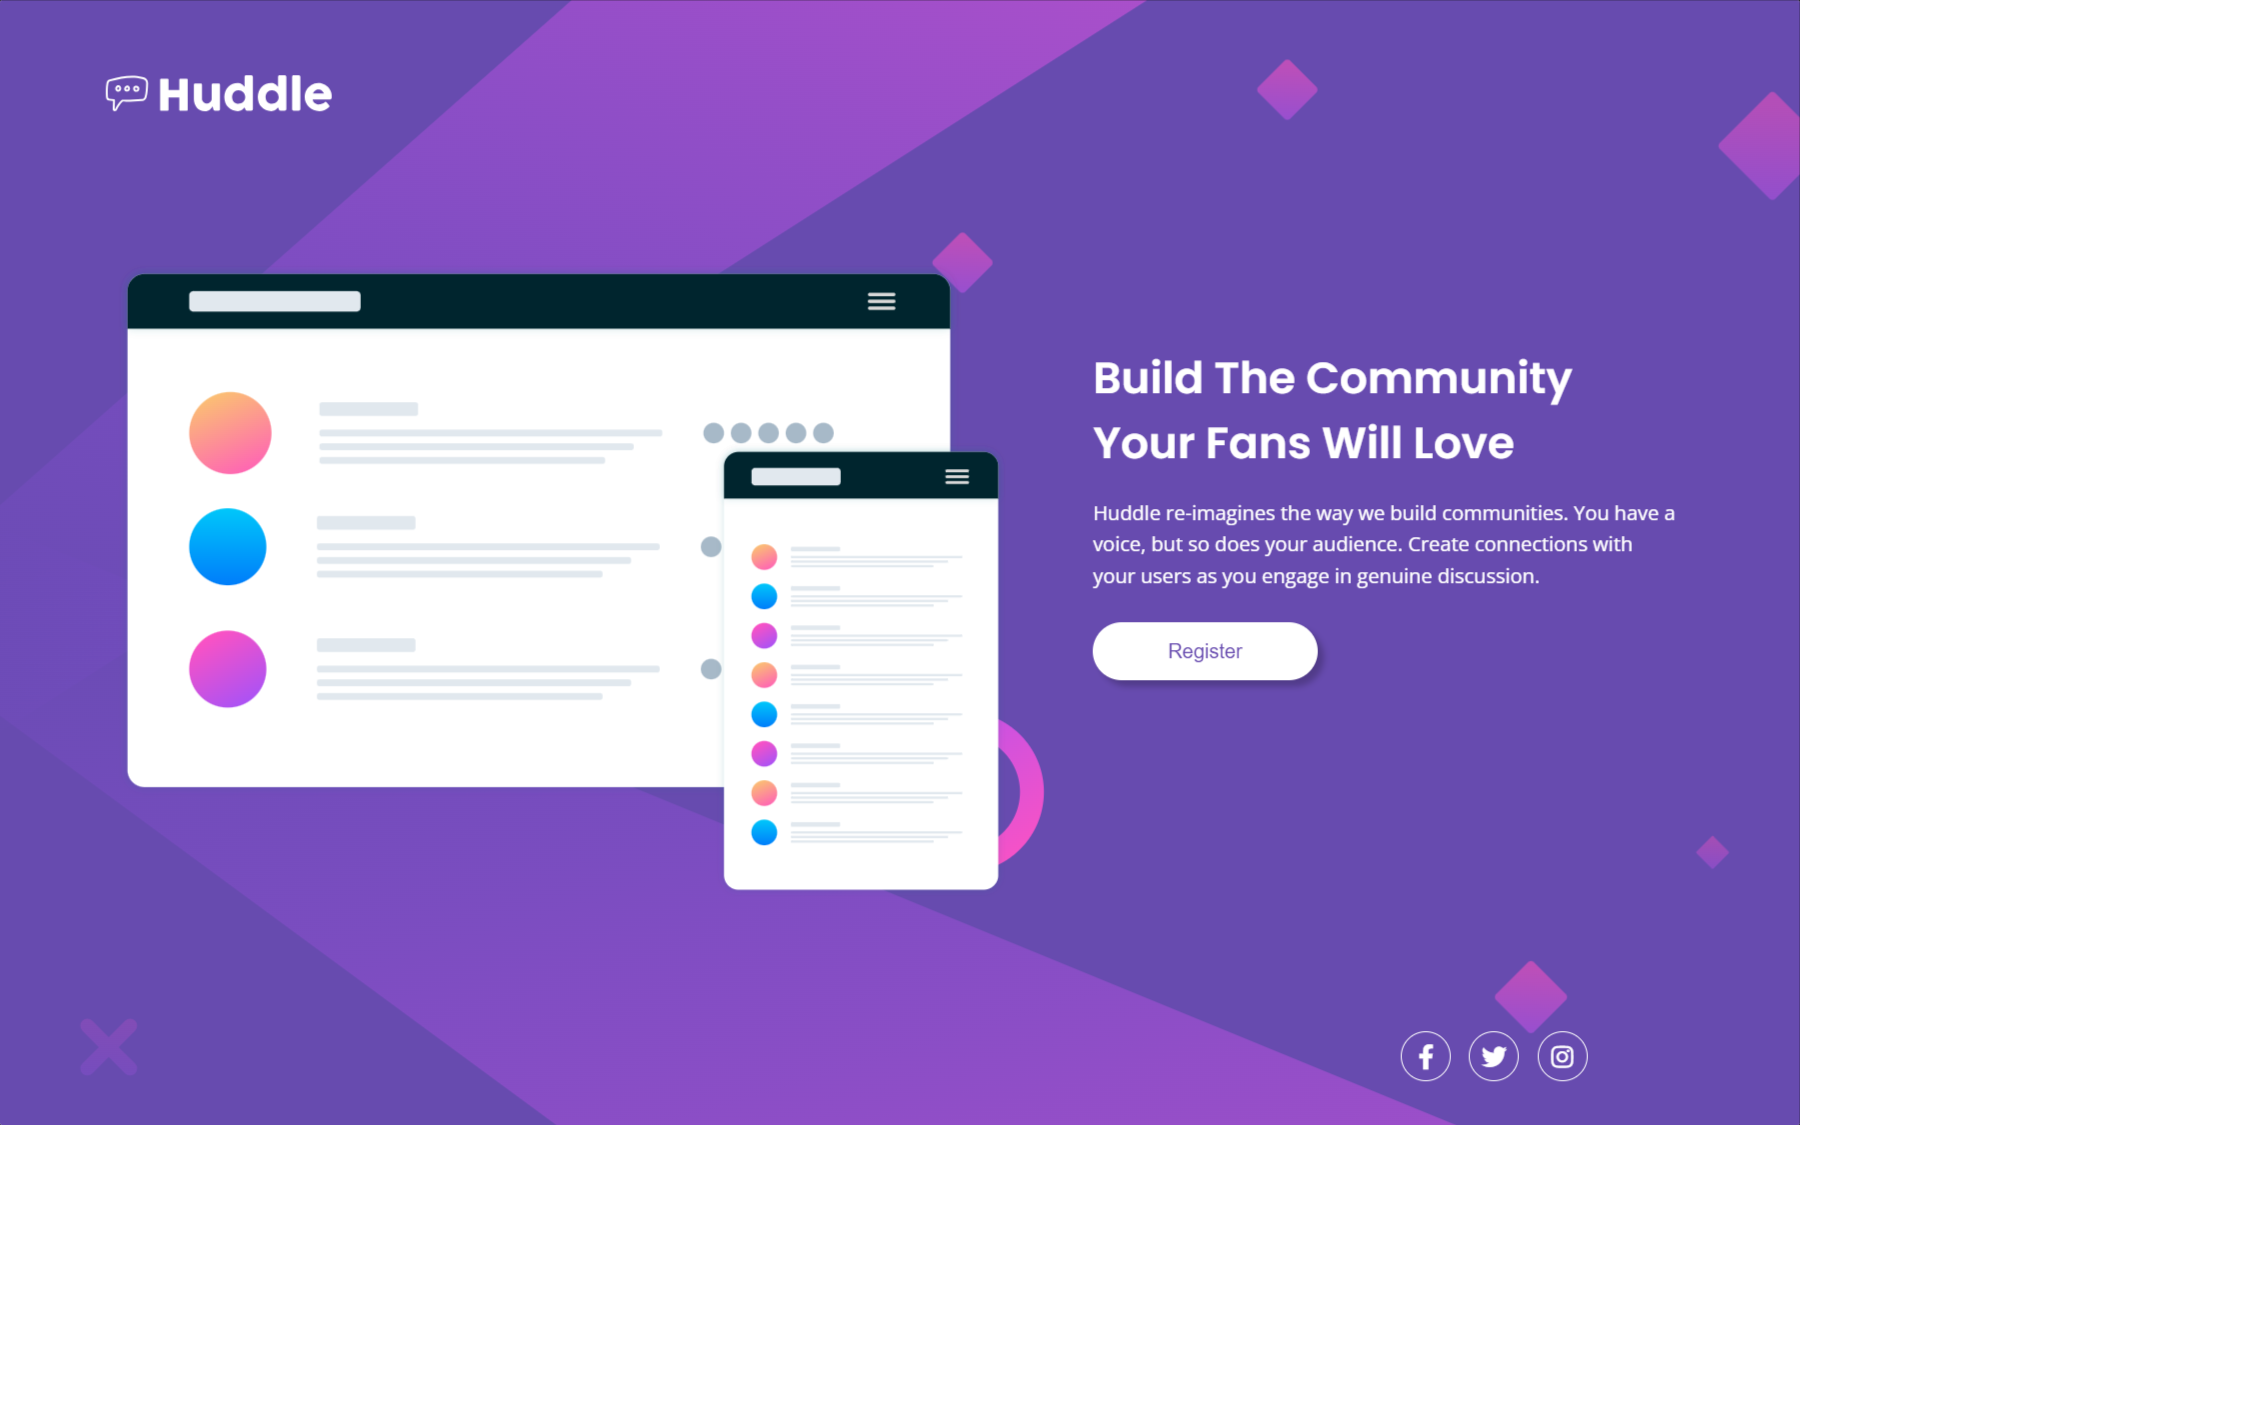 Huddle
Build The Community
Your Fans Will Love
Huddle re-imagines the way we build communities. You have a
voice, but so does your audience. Create connections with
your users as you engage in genuine discussion.
Register